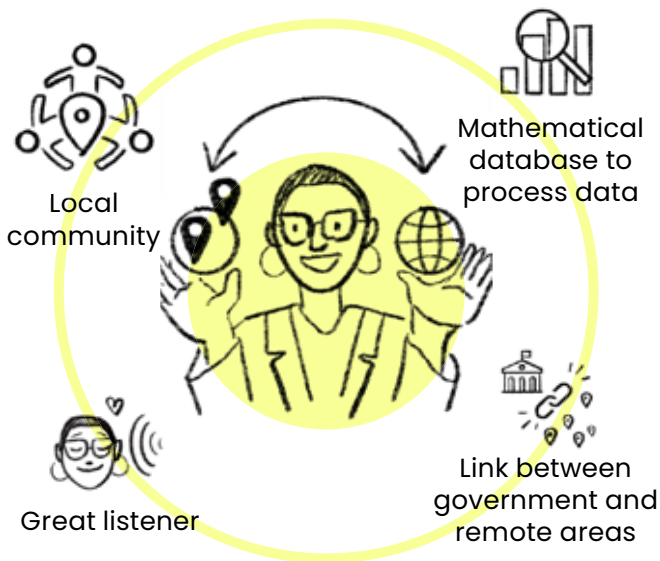 Local
community
Mathematical
database to
process data
Great listener
Link between
government and
remote areas